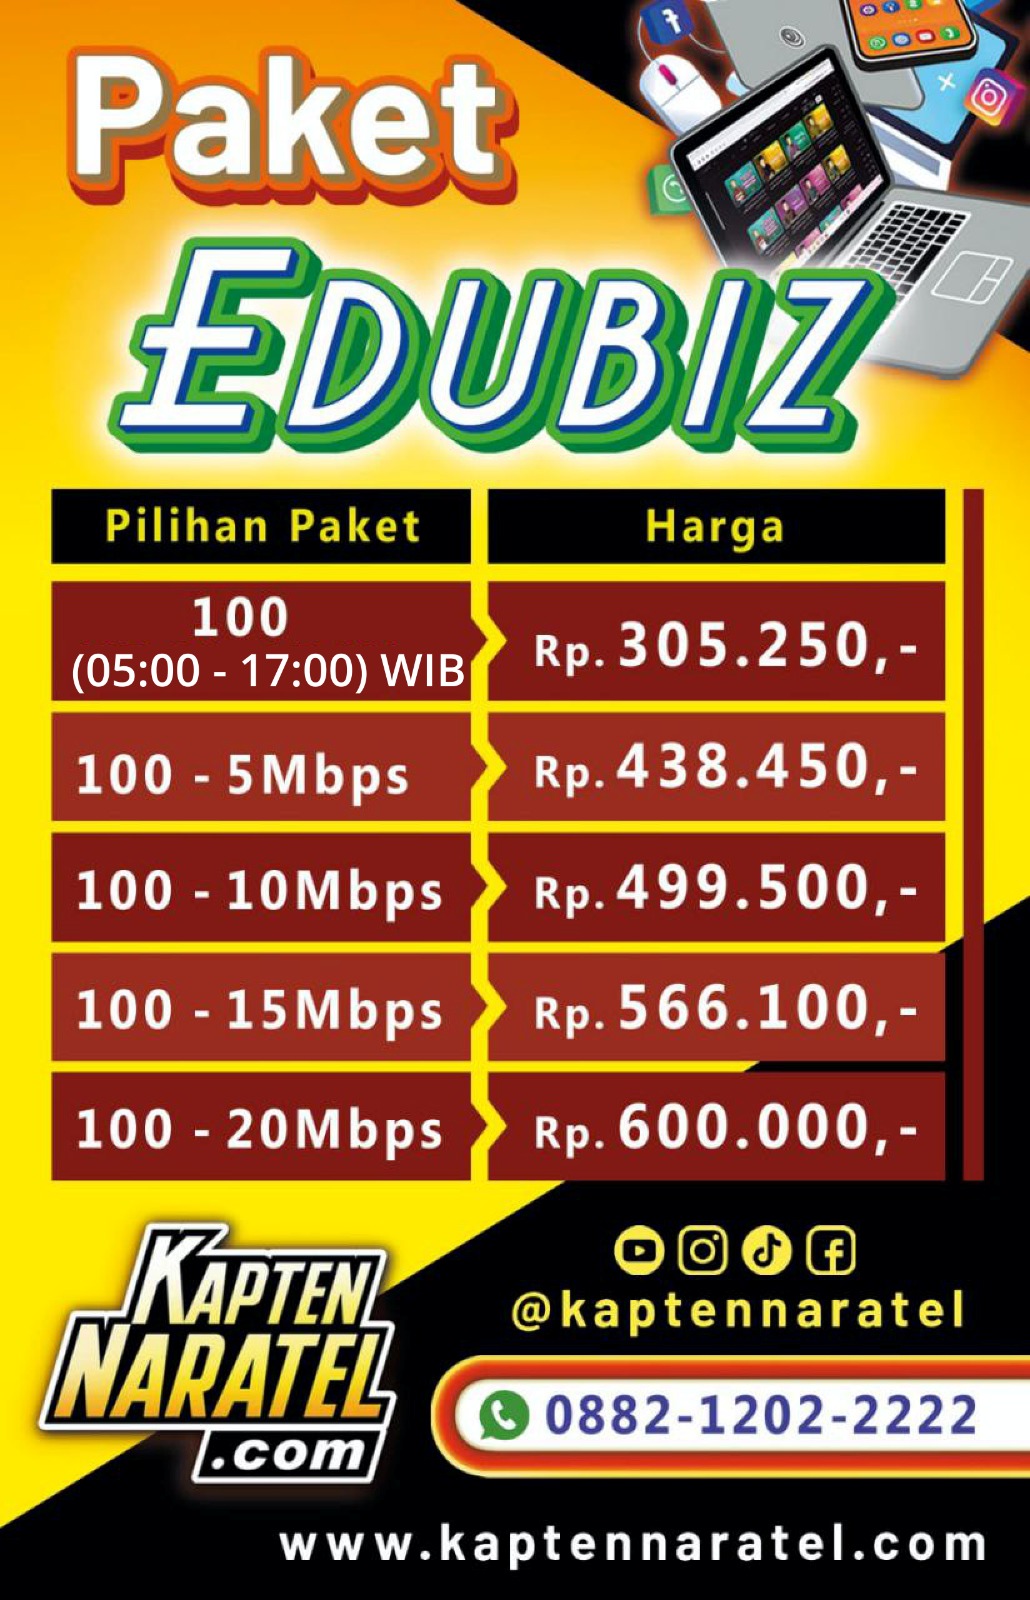 Paket
EDUBIZ
Pilihan Paket
Harga
100
(05:00 - 17:00) WIB
Rp. 305.250,-
100 - 5Mbps
Rp. 438.450,-
100 - 10Mbps
Rp. 499.500,-
100 - 15Mbps
Rp. 566.100,-
100 - 20Mbps
Rp. 600.000,-
KAPTEN
NARATEL
.com
@kaptennaratel
0882-1202-2222
www.kaptennaratel.com